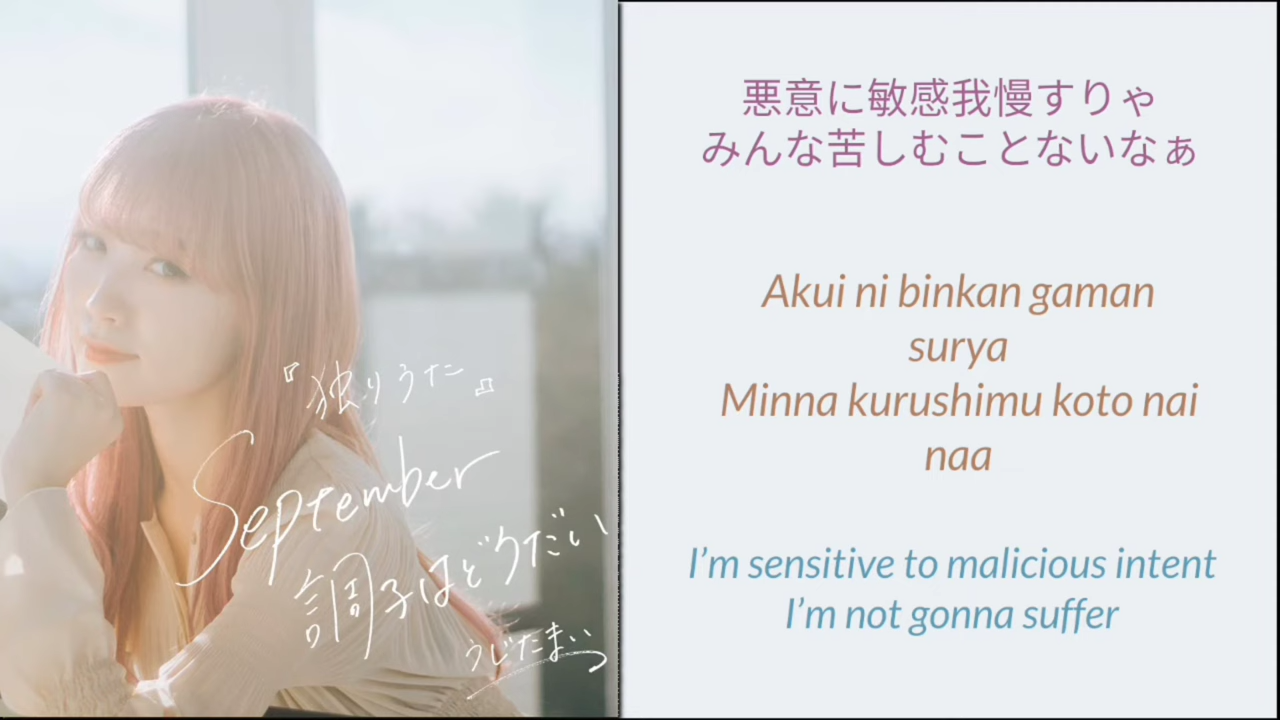 『独りうた』
September
調子はどうだい
うじたまい
悪意に敏感我慢すりゃ
みんな苦しむことないなぁ
Akui ni binkan gaman
surya
Minna kurushimu koto nai
naa
I’m sensitive to malicious intent
I’m not gonna suffer